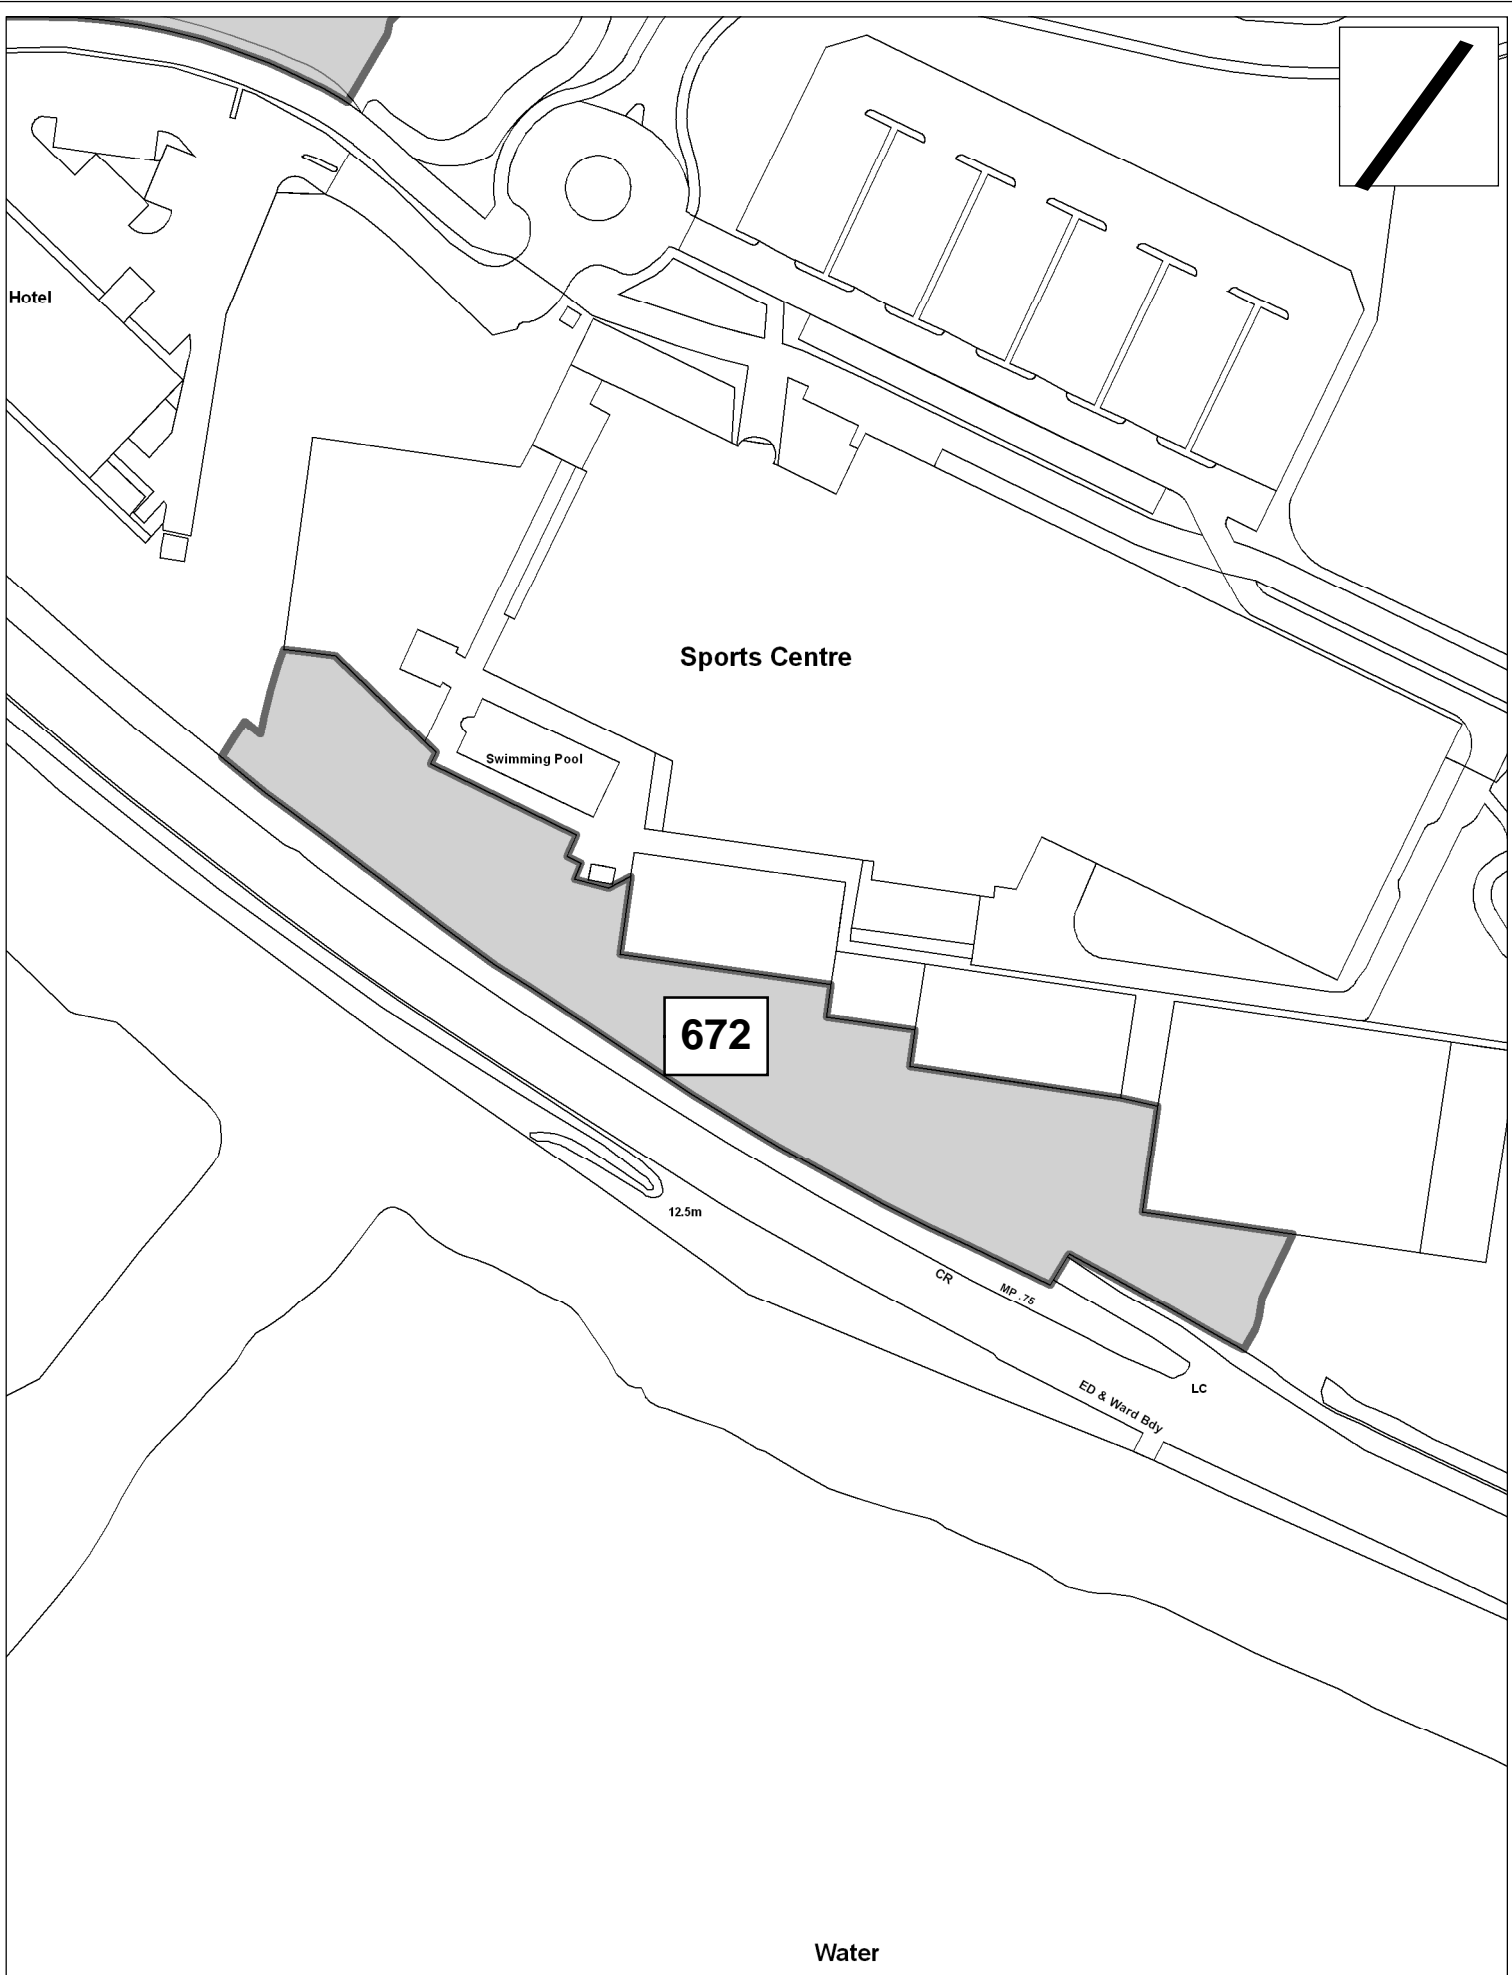 Hotel
Sports Centre
Swimming Pool
672
12.5m
CR
MP .75
ED & Ward Bdy
LC
Water